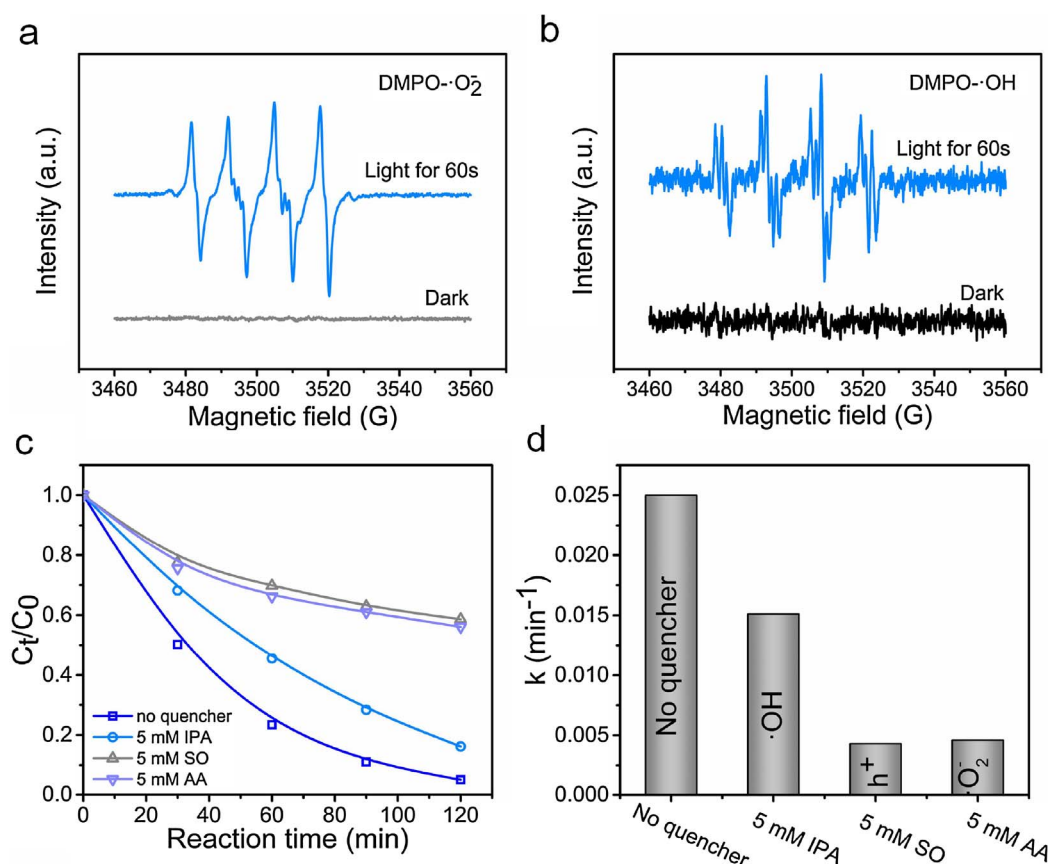 a
DMPO-·O₂⁻
Light for 60s
Dark
Intensity (a.u.)
3460 3480 3500 3520 3540 3560
Magnetic field (G)
b
DMPO-·OH
Light for 60s
Dark
Intensity (a.u.)
3460 3480 3500 3520 3540 3560
Magnetic field (G)
c
1.0
0.8
0.6
0.4
0.2
0.0
Cₜ/C₀
no quencher
5 mM IPA
5 mM SO
5 mM AA
0 20 40 60 80 100 120
Reaction time (min)
d
0.025
0.020
0.015
0.010
0.005
0.000
k (min⁻¹)
No quencher
·OH
h⁺
·O₂⁻
No quencher
5 mM IPA
5 mM SO
5 mM AA